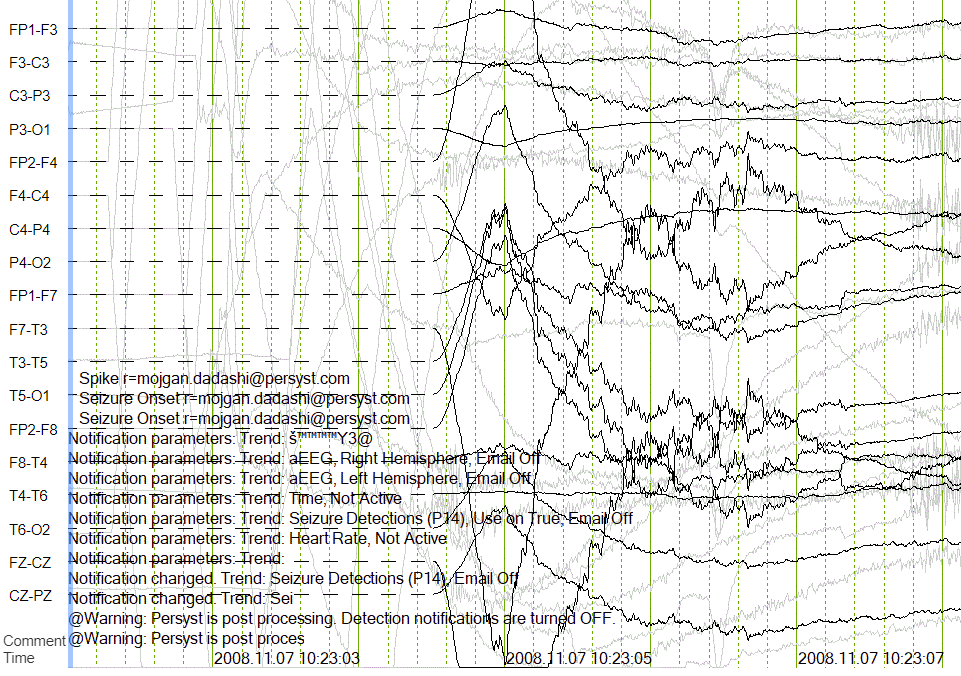 FP1-F3
F3-C3
C3-P3
P3-O1
FP2-F4
F4-C4
C4-P4
P4-O2
FP1-F7
F7-T3
T3-T5
Spike r=mojgan.dadashi@persyst.com
T5-O1
Seizure Onset r=mojgan.dadashi@persyst.com
Seizure Onset r=mojgan.dadashi@persyst.com
FP2-F8
Notification parameters: Trend: š™™™™Y3@
F8-T4
Notification parameters: Trend: aEEG, Right Hemisphere, Email Off
Notification parameters: Trend: aEEG, Left Hemisphere, Email Off
T4-T6
Notification parameters: Trend: Time, Not Active
Notification parameters: Trend: Seizure Detections (P14), Use on True, Email Off
T6-O2
Notification parameters: Trend: Heart Rate, Not Active
FZ-CZ
Notification parameters: Trend:
Notification changed. Trend: Seizure Detections (P14), Email Off
CZ-PZ
Notification changed. Trend: Sei
@Warning: Persyst is post processing. Detection notifications are turned OFF.
Comment @Warning: Persyst is post proces
Time 2008.11.07 10:23:03 2008.11.07 10:23:05 2008.11.07 10:23:07